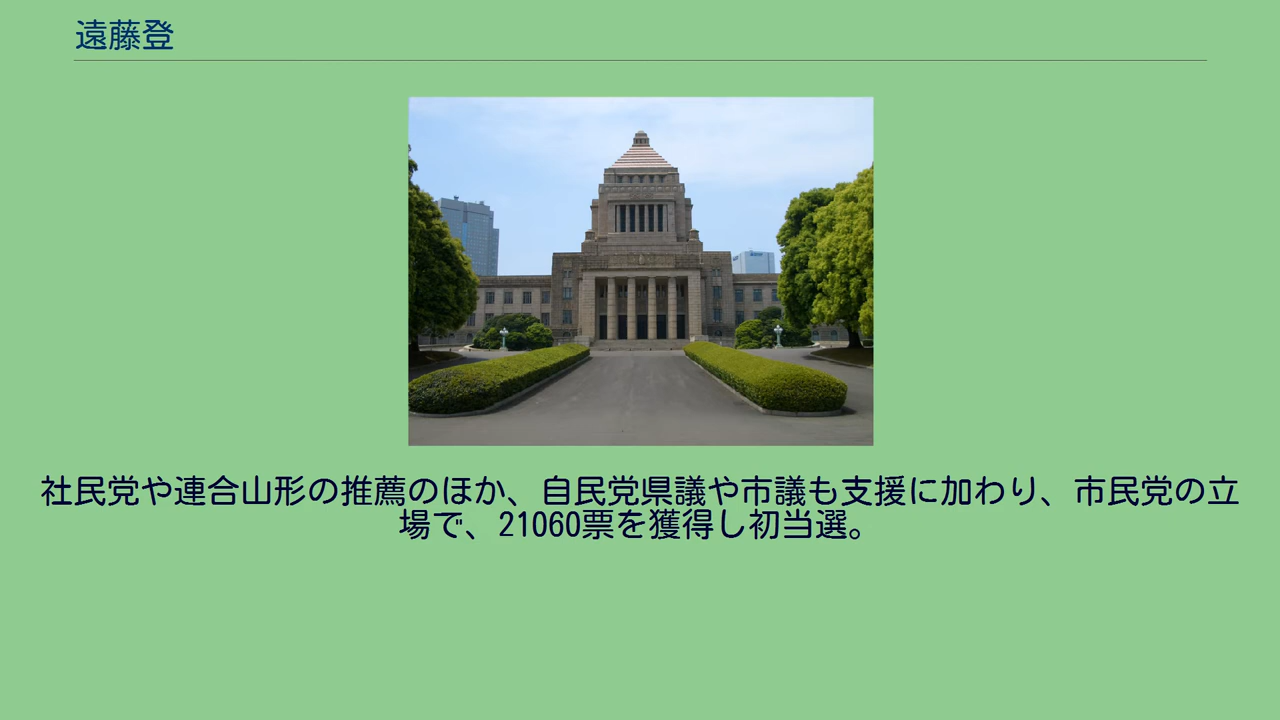 遠藤登
社民党や連合山形の推薦のほか、自民党県議や市議も支援に加わり、市民党の立
場で、21060票を獲得し初当選。